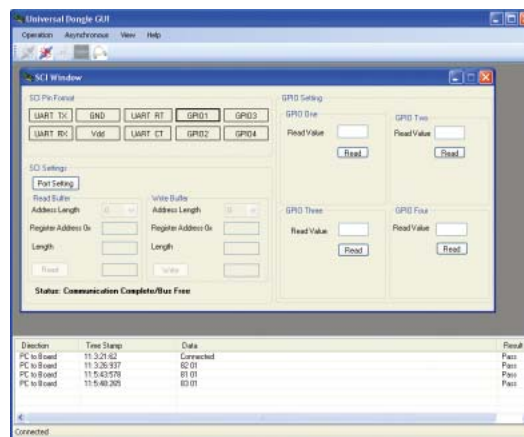 Universal Dongle GUI
Operation Asynchronous View Help
SCI Window
SCI Pin Format
UART TX GND UART RT GPIO1 GPIO3
UART RX Vdd UART CT GPIO2 GPIO4
SCI Settings
Port Setting
Read Buffer Write Buffer
Address Length Address Length
Register Address 0x Register Address 0x
Length Length
Read Write
Status: Communication Complete/Bus Free
GPIO Setting
GPIO One GPIO Two
Read Value Read Value
Read Read
GPIO Three GPIO Four
Read Value Read Value
Read Read
Direction Time Stamp Data Result
PC to Board 11:3:21:62 Connected Pass
PC to Board 11:3:26:937 82 01 Pass
PC to Board 11:5:43:578 81 01 Pass
PC to Board 11:5:48:265 83 01 Pass
Connected